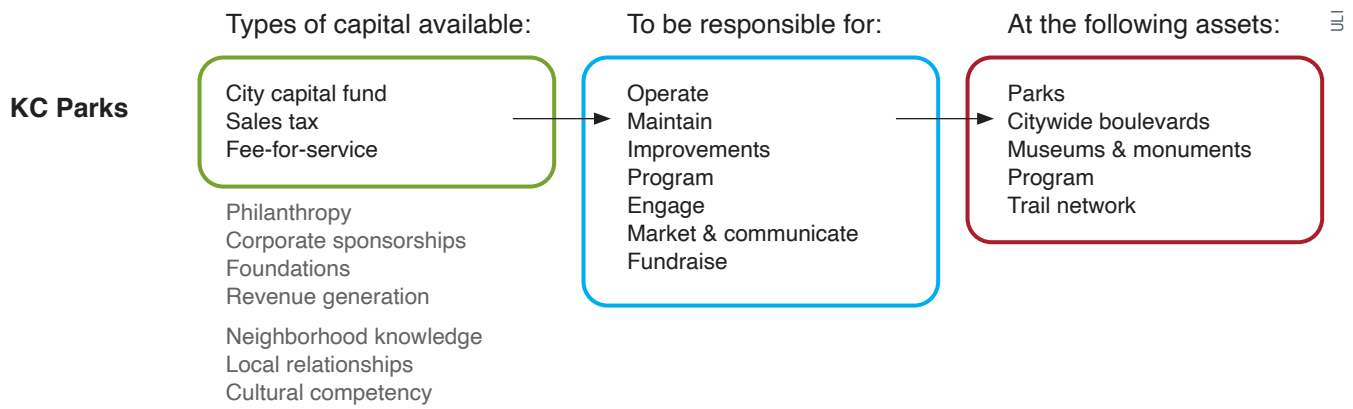 Types of capital available:
To be responsible for:
At the following assets:
ULI
KC Parks
City capital fund
Sales tax
Fee-for-service
Philanthropy
Corporate sponsorships
Foundations
Revenue generation
Neighborhood knowledge
Local relationships
Cultural competency
Operate
Maintain
Improvements
Program
Engage
Market & communicate
Fundraise
Parks
Citywide boulevards
Museums & monuments
Program
Trail network